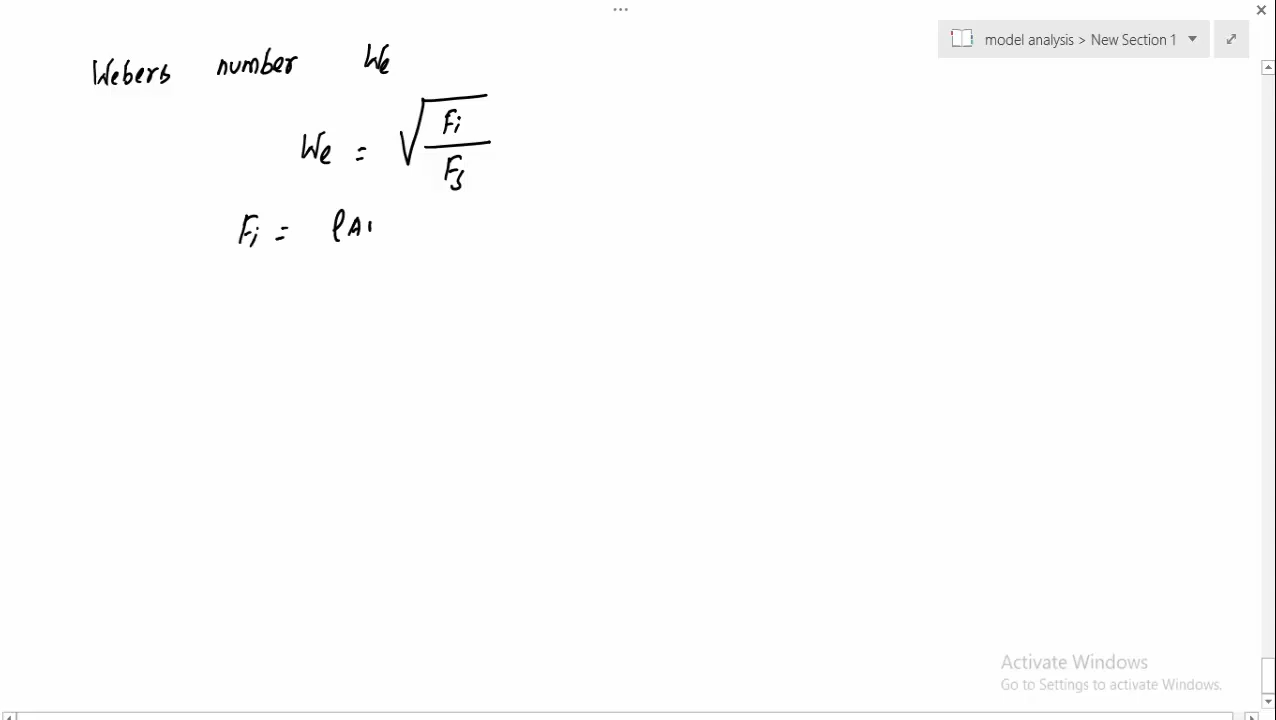 model analysis > New Section 1
Webers number We
We = √(Fi/Fs)
Fi = ρA
Activate Windows
Go to Settings to activate Windows.